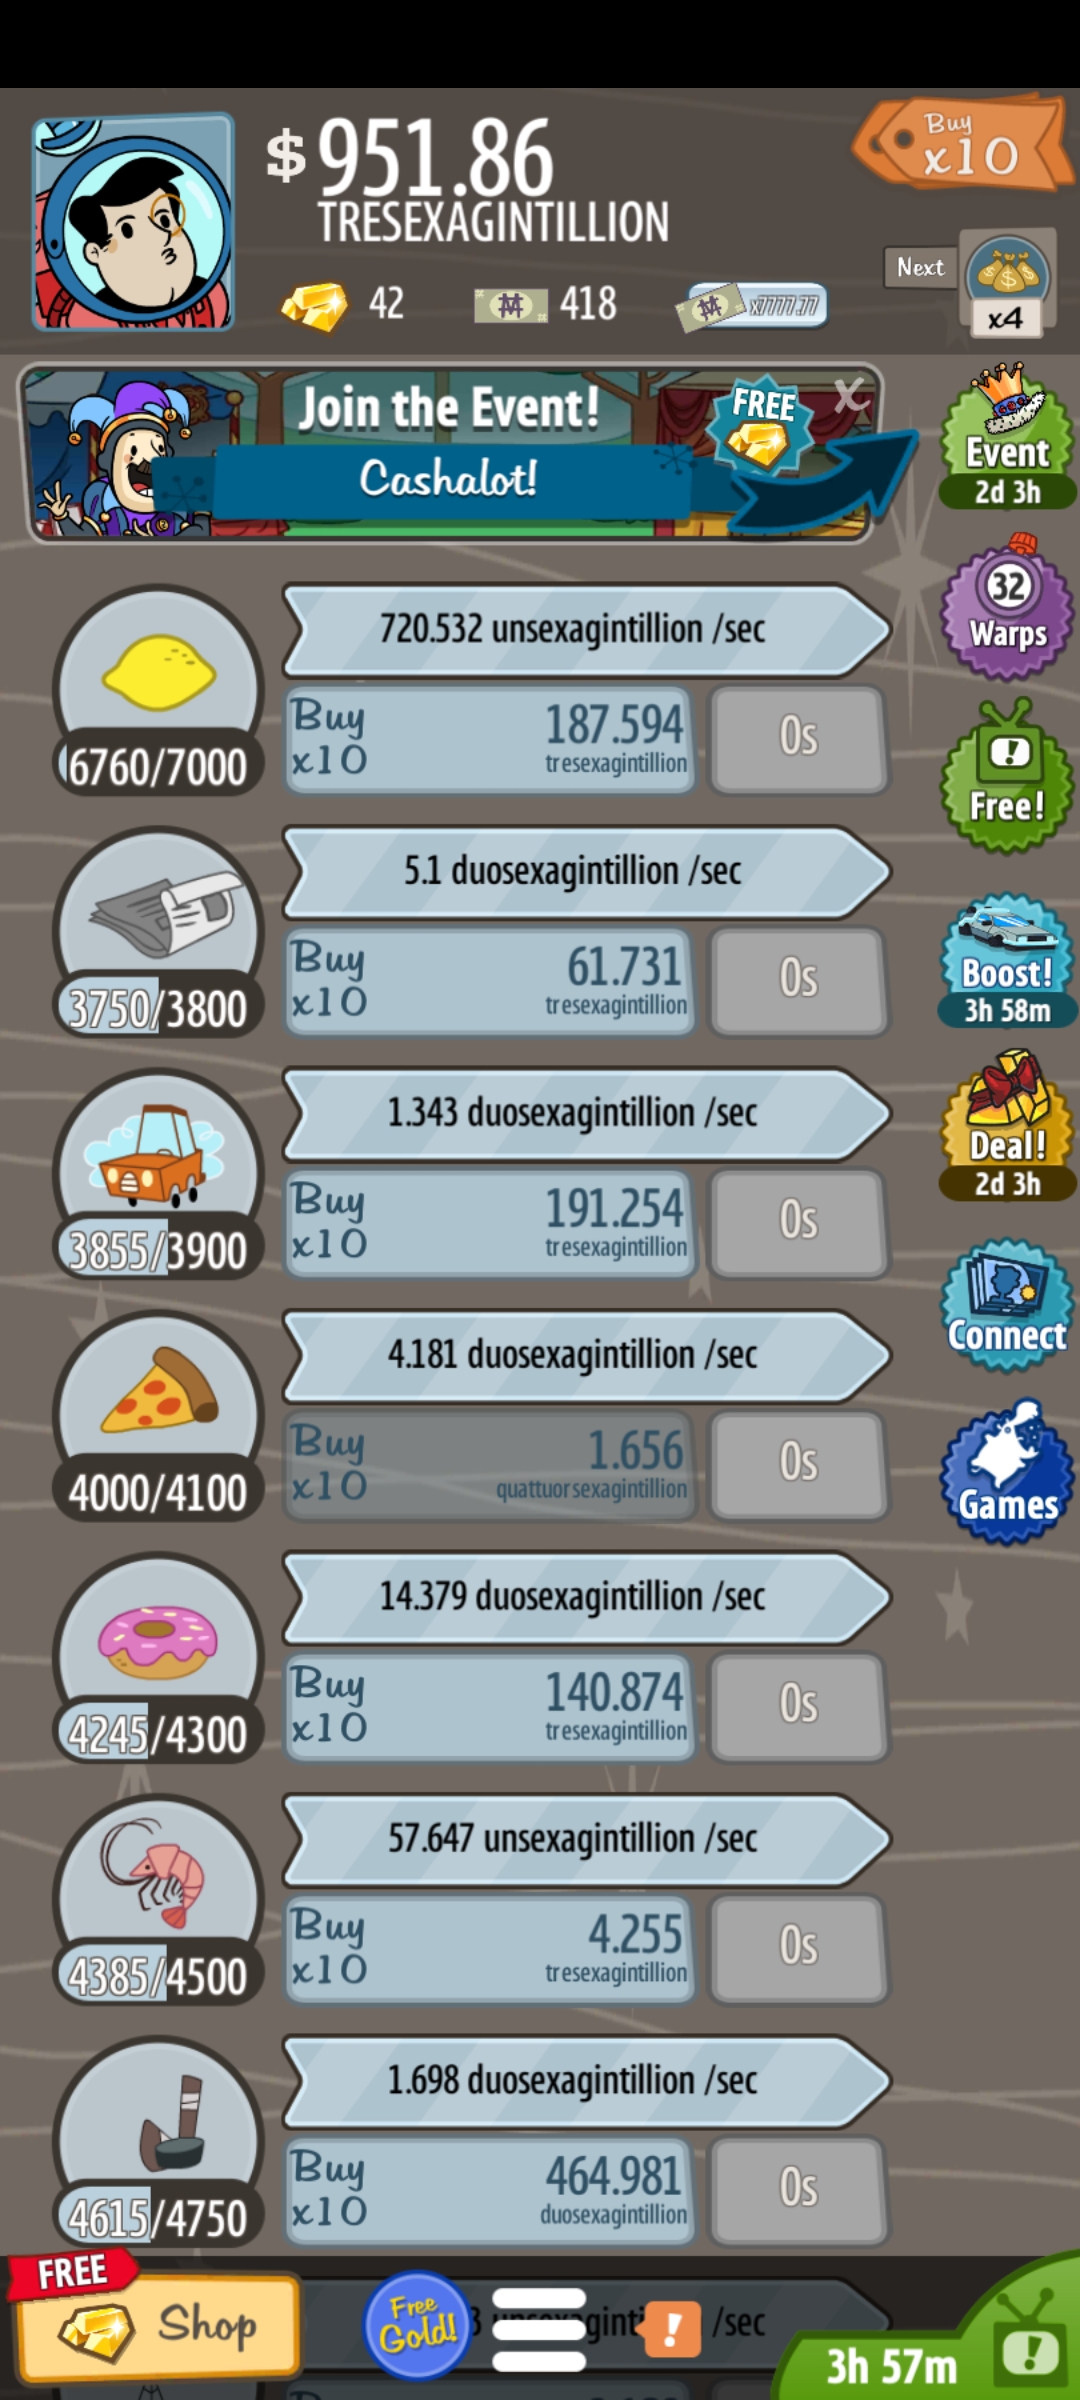 $951.86
TRESEXAGINTILLION
Buy
x10
42
418
x7777.77
Next
x4
Join the Event!
Cashalot!
FREE
X
Event
2d 3h
32
Warps
Free!
Boost!
3h 58m
Deal!
2d 3h
Connect
Games
720.532 unsexagintillion /sec
6760/7000
Buy
x10
187.594
tresexagintillion
0s
5.1 duosexagintillion /sec
3750/3800
Buy
x10
61.731
tresexagintillion
0s
1.343 duosexagintillion /sec
3855/3900
Buy
x10
191.254
tresexagintillion
0s
4.181 duosexagintillion /sec
4000/4100
Buy
x10
1.656
quattuorsexagintillion
0s
14.379 duosexagintillion /sec
4245/4300
Buy
x10
140.874
tresexagintillion
0s
57.647 unsexagintillion /sec
4385/4500
Buy
x10
4.255
tresexagintillion
0s
1.698 duosexagintillion /sec
4615/4750
Buy
x10
464.981
duosexagintillion
0s
FREE
Shop
Free
Gold!
/sec
!
3h 57m